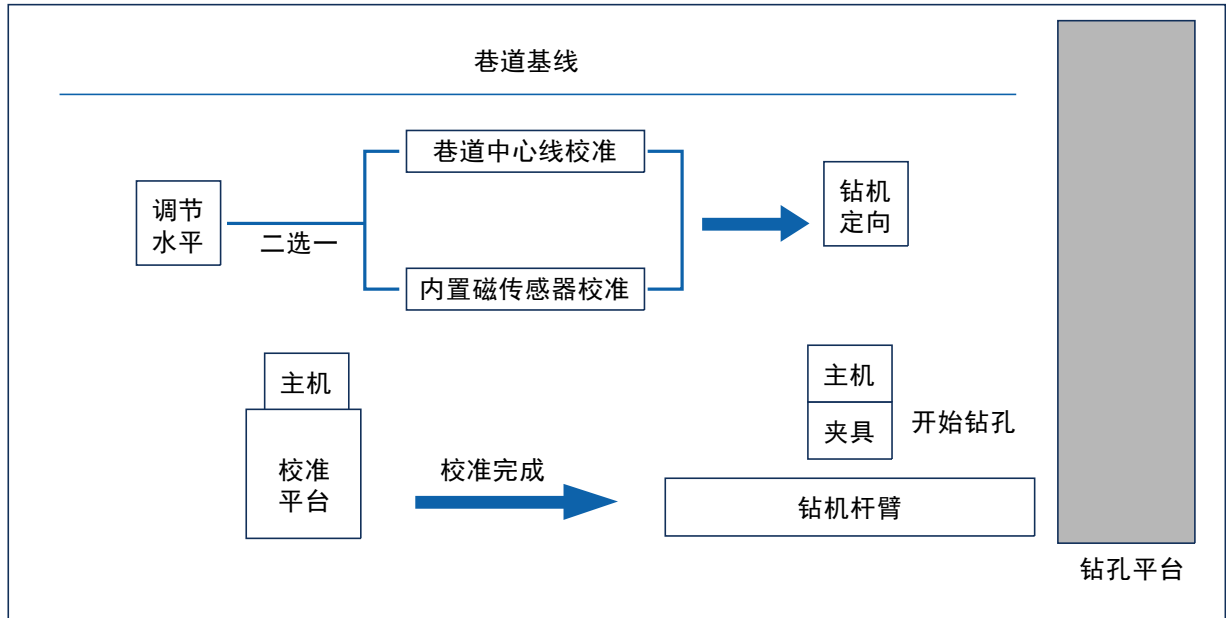 巷道基线
巷道中心线校准
调节
水平
二选一
钻机
定向
内置磁传感器校准
主机
校准
平台
校准完成
主机
夹具
开始钻孔
钻机杆臂
钻孔平台